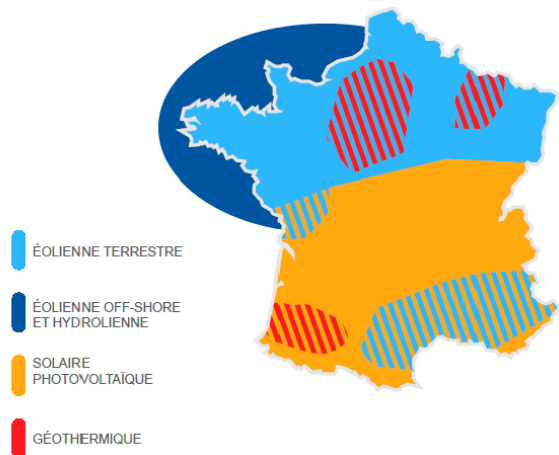 ÉOLIENNE TERRESTRE
ÉOLIENNE OFF-SHORE
ET HYDROLIENNE
SOLAIRE
PHOTOVOLTAÏQUE
GÉOTHERMIQUE